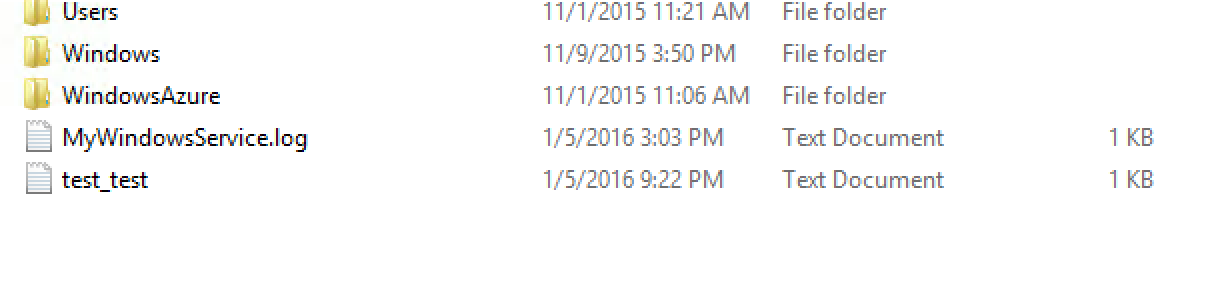 Users 11/1/2015 11:21 AM File folder
Windows 11/9/2015 3:50 PM File folder
WindowsAzure 11/1/2015 11:06 AM File folder
MyWindowsService.log 1/5/2016 3:03 PM Text Document 1 KB
test_test 1/5/2016 9:22 PM Text Document 1 KB